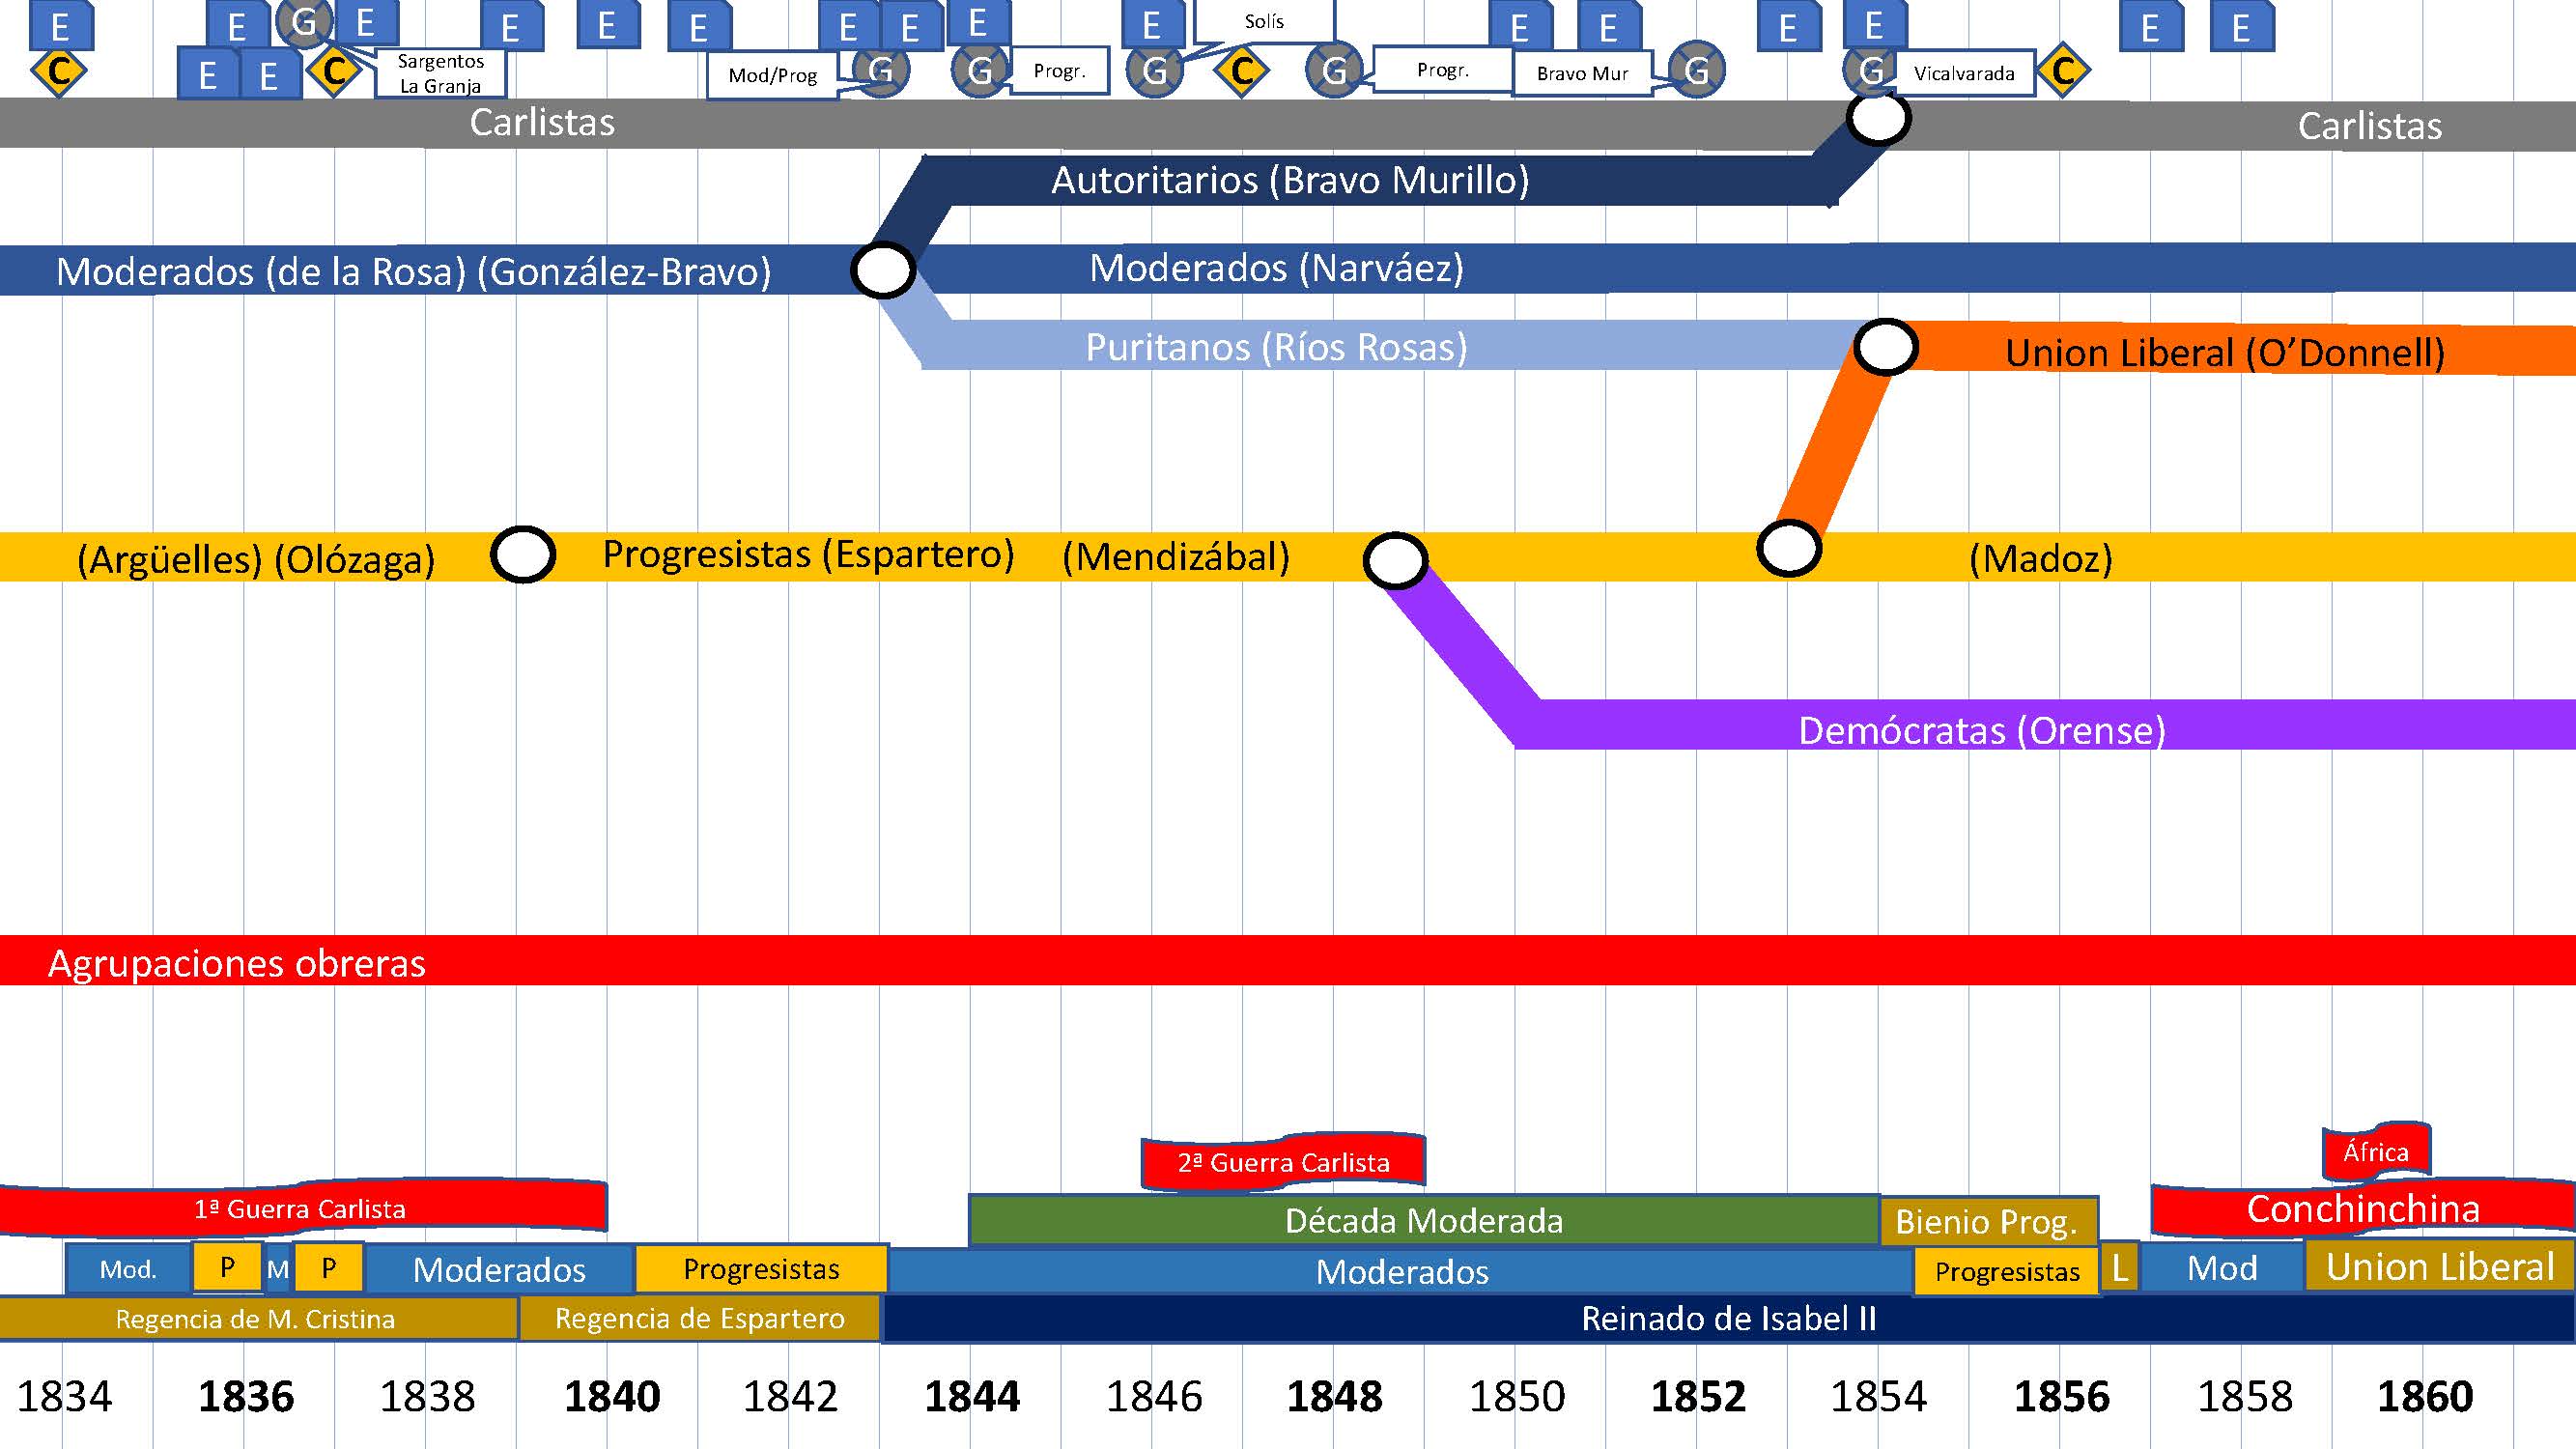 E E G E E E E E E E E Solís E E E E E E
C E E C Sargentos
La Granja
Mod/Prog G G Progr. G C G Progr. Bravo Mur G G Vicalvarada C
Carlistas Carlistas
Autoritarios (Bravo Murillo)
Moderados (de la Rosa) (González-Bravo) Moderados (Narváez)
Puritanos (Ríos Rosas) Union Liberal (O’Donnell)
(Argüelles) (Olózaga) Progresistas (Espartero) (Mendizábal) (Madoz)
Demócratas (Orense)
Agrupaciones obreras
África
2ª Guerra Carlista
1ª Guerra Carlista Conchinchina
Década Moderada Bienio Prog.
Mod. P M P Moderados Progresistas Moderados Progresistas L Mod Union Liberal
Regencia de M. Cristina Regencia de Espartero Reinado de Isabel II
1834 1836 1838 1840 1842 1844 1846 1848 1850 1852 1854 1856 1858 1860